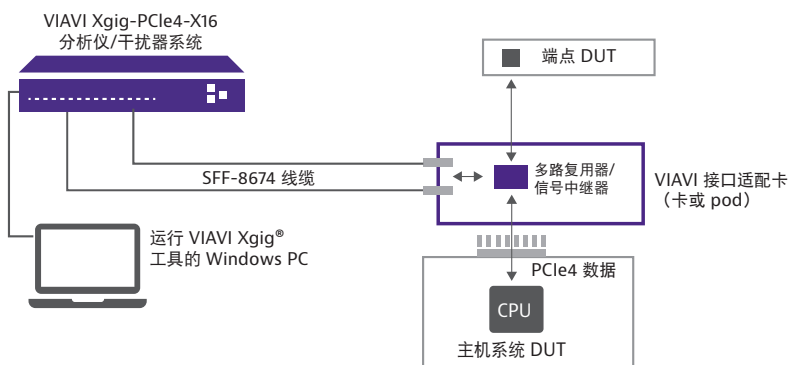 VIAVI Xgig-PCIe4-X16
分析仪/干扰器系统
端点 DUT
SFF-8674 线缆
多路复用器/
信号中继器
VIAVI 接口适配卡
（卡或 pod）
运行 VIAVI Xgig®
工具的 Windows PC
PCIe4 数据
CPU
主机系统 DUT